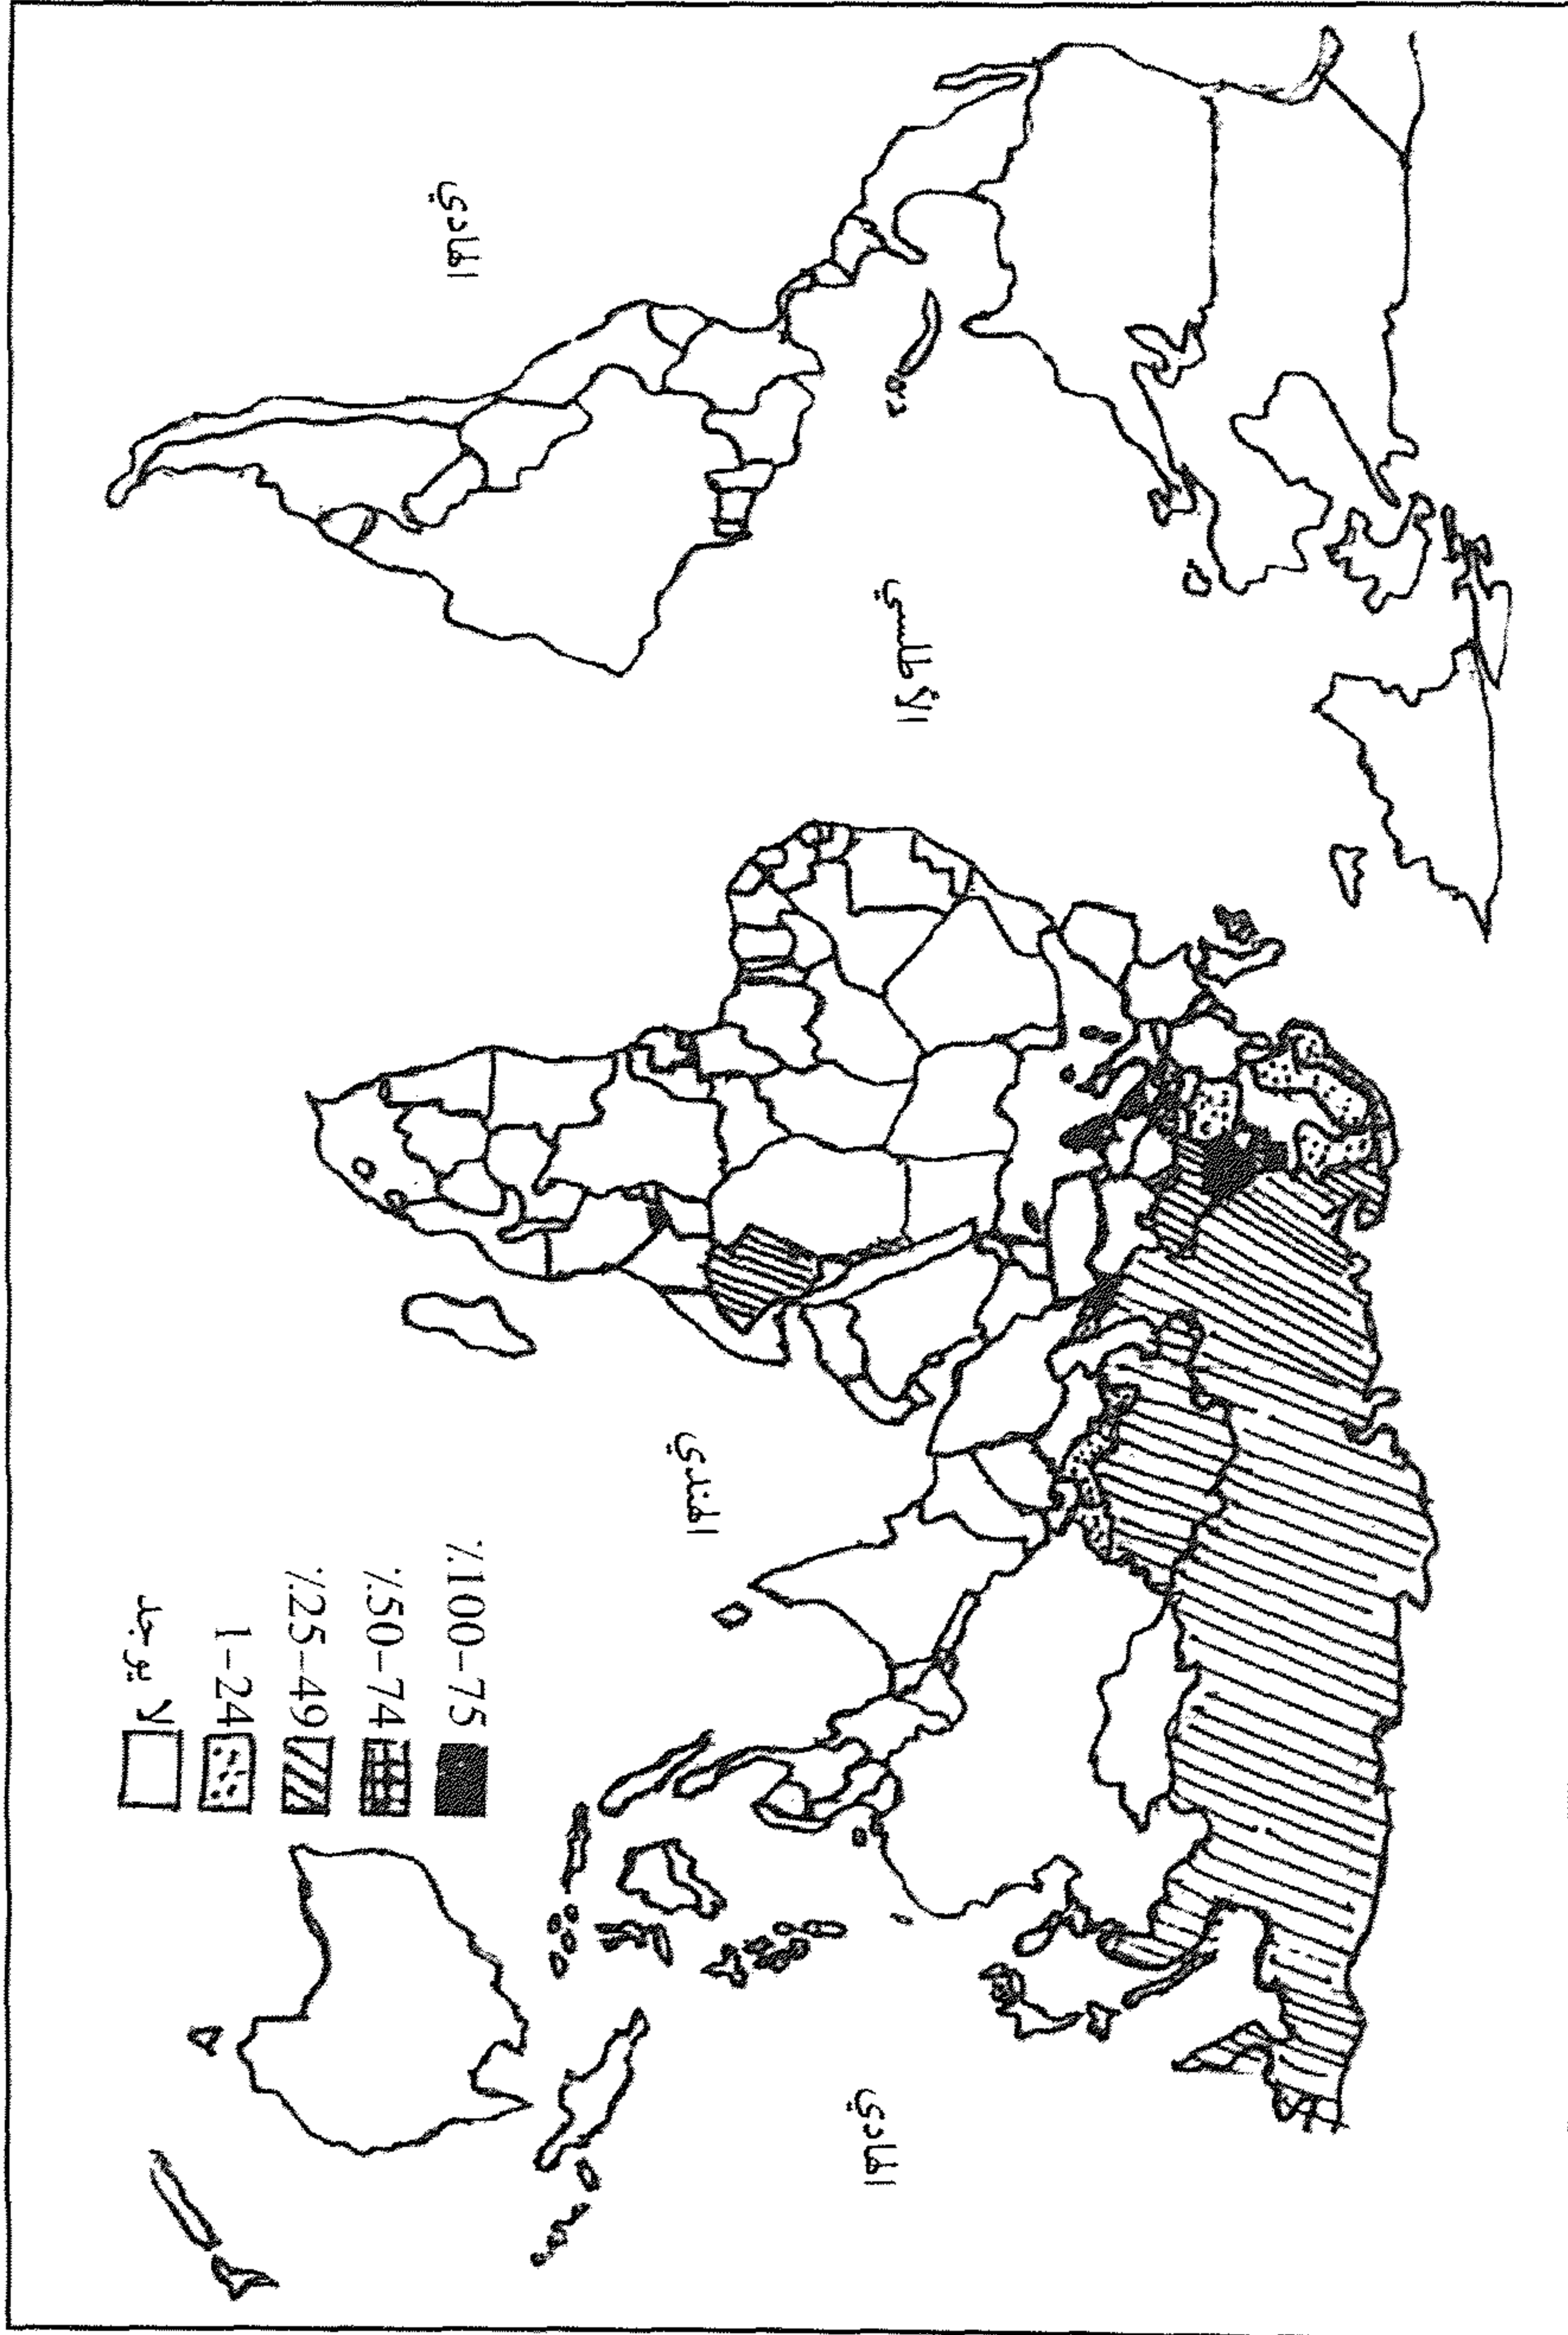 الهادي
الأطلسي
الهندي
الهادي
٪100-75
٪50-74
٪25-49
1-24
لا يوجد